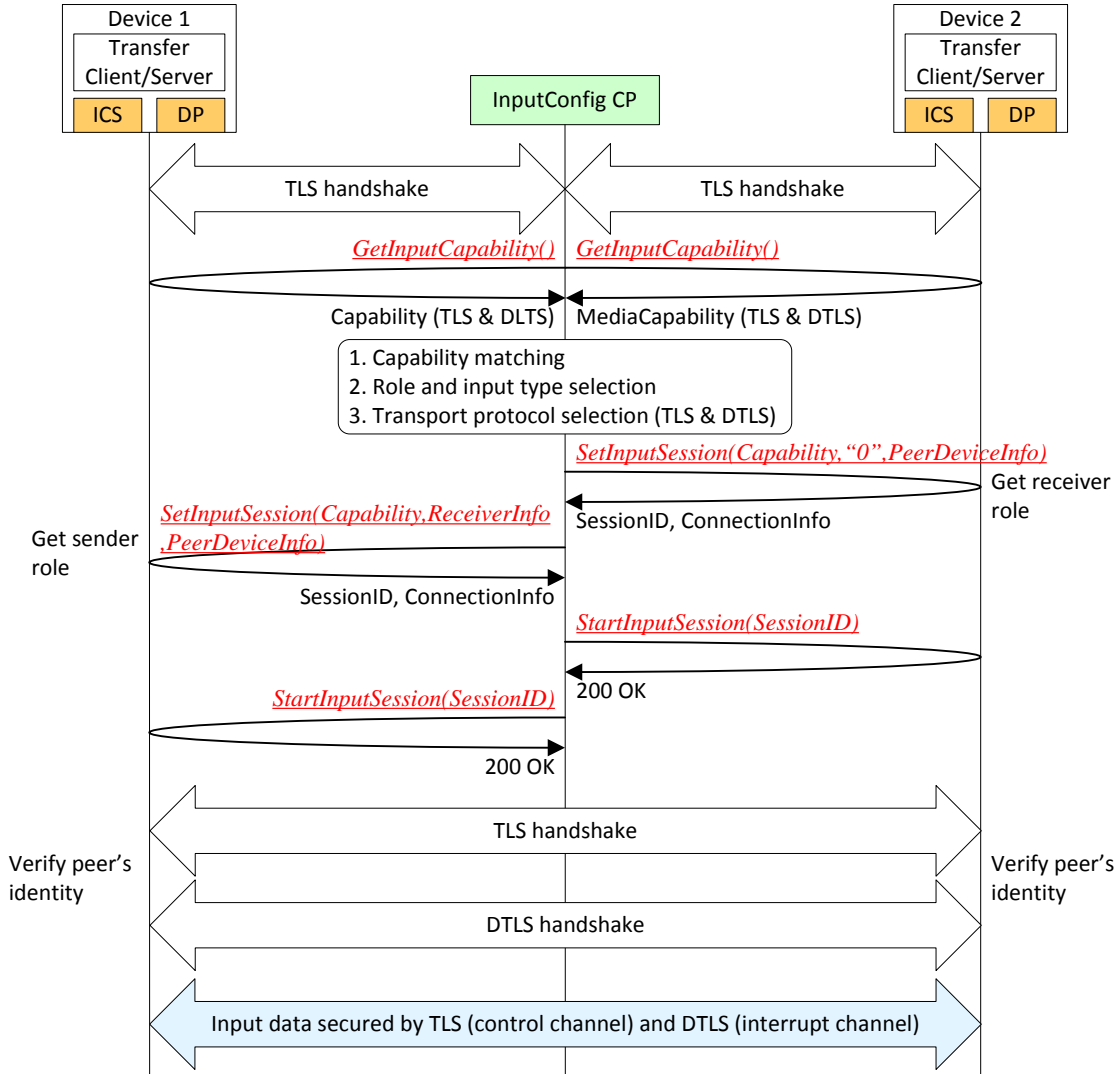 Device 1
Transfer
Client/Server
ICS
DP
InputConfig CP
Device 2
Transfer
Client/Server
ICS
DP
TLS handshake
TLS handshake
GetInputCapability()
GetInputCapability()
Capability (TLS & DLTS)
MediaCapability (TLS & DTLS)
1. Capability matching
2. Role and input type selection
3. Transport protocol selection (TLS & DTLS)
SetInputSession(Capability,“0”,PeerDeviceInfo)
Get receiver
role
SessionID, ConnectionInfo
SetInputSession(Capability,ReceiverInfo
,PeerDeviceInfo)
Get sender
role
SessionID, ConnectionInfo
StartInputSession(SessionID)
200 OK
StartInputSession(SessionID)
200 OK
TLS handshake
Verify peer’s
identity
Verify peer’s
identity
DTLS handshake
Input data secured by TLS (control channel) and DTLS (interrupt channel)